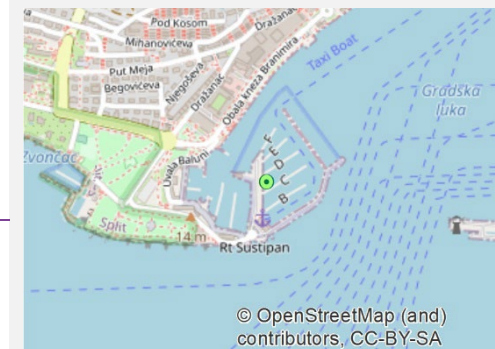 Pod Kosom
Dražanac
Mihanovićeva
Put Meja
Begovićeva
Njegoševa
Dražanac
Obala kneza Branimira
Taxi Boat
Gradska
luka
Zvončac
Uvala Baluni
F
E
D
C
B
Split
14 m
Rt Sustipan
© OpenStreetMap (and)
contributors, CC-BY-SA